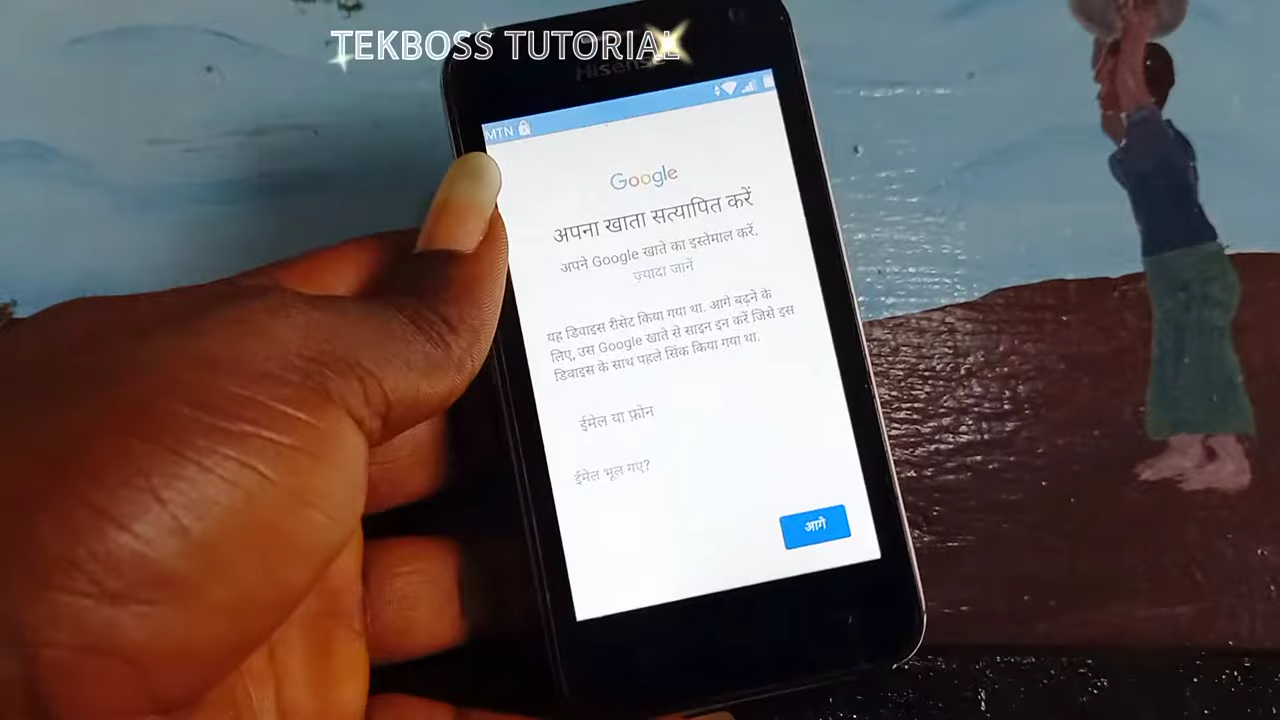 TEKBOSS TUTORIAL
Hisense
MTN
Google
अपना खाता सत्यापित करें
अपने Google खाते का इस्तेमाल करें.
ज़्यादा जानें
यह डिवाइस रीसेट किया गया था. आगे बढ़ने के
लिए, उस Google खाते से साइन इन करें जिसे इस
डिवाइस के साथ पहले सिंक किया गया था.
ईमेल या फ़ोन
ईमेल भूल गए?
आगे